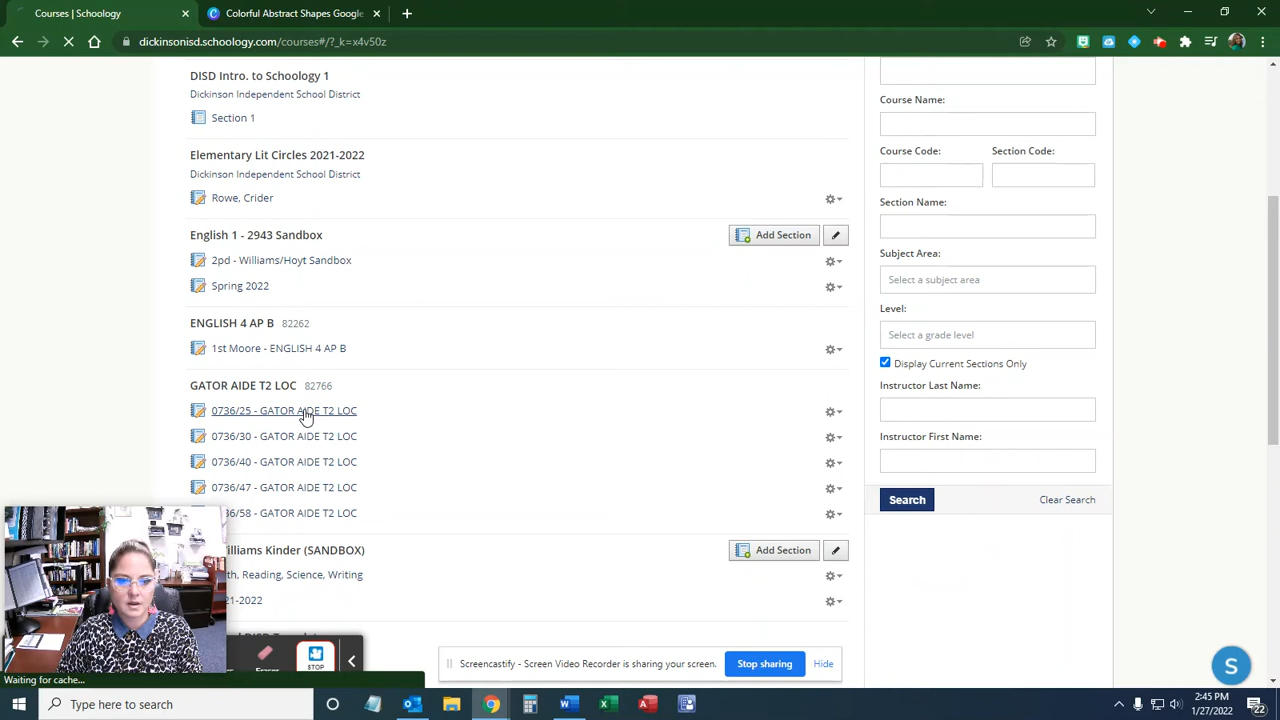 Courses | Schoology
Colorful Abstract Shapes Google
dickinsonisd.schoology.com/courses#/?_k=x4v50z
DISD Intro. to Schoology 1
Dickinson Independent School District
Section 1
Elementary Lit Circles 2021-2022
Dickinson Independent School District
Rowe, Crider
English 1 - 2943 Sandbox
Add Section
2pd - Williams/Hoyt Sandbox
Spring 2022
ENGLISH 4 AP B 82262
1st Moore - ENGLISH 4 AP B
GATOR AIDE T2 LOC 82766
0736/25 - GATOR AIDE T2 LOC
0736/30 - GATOR AIDE T2 LOC
0736/40 - GATOR AIDE T2 LOC
0736/47 - GATOR AIDE T2 LOC
/58 - GATOR AIDE T2 LOC
illiams Kinder (SANDBOX)
Add Section
th, Reading, Science, Writing
21-2022
Course Name:
Course Code:
Section Code:
Section Name:
Subject Area:
Select a subject area
Level:
Select a grade level
Display Current Sections Only
Instructor Last Name:
Instructor First Name:
Search
Clear Search
STOP
Screencastify - Screen Video Recorder is sharing your screen.
Stop sharing
Hide
S
Waiting for cache...
Type here to search
2:45 PM
1/27/2022
22